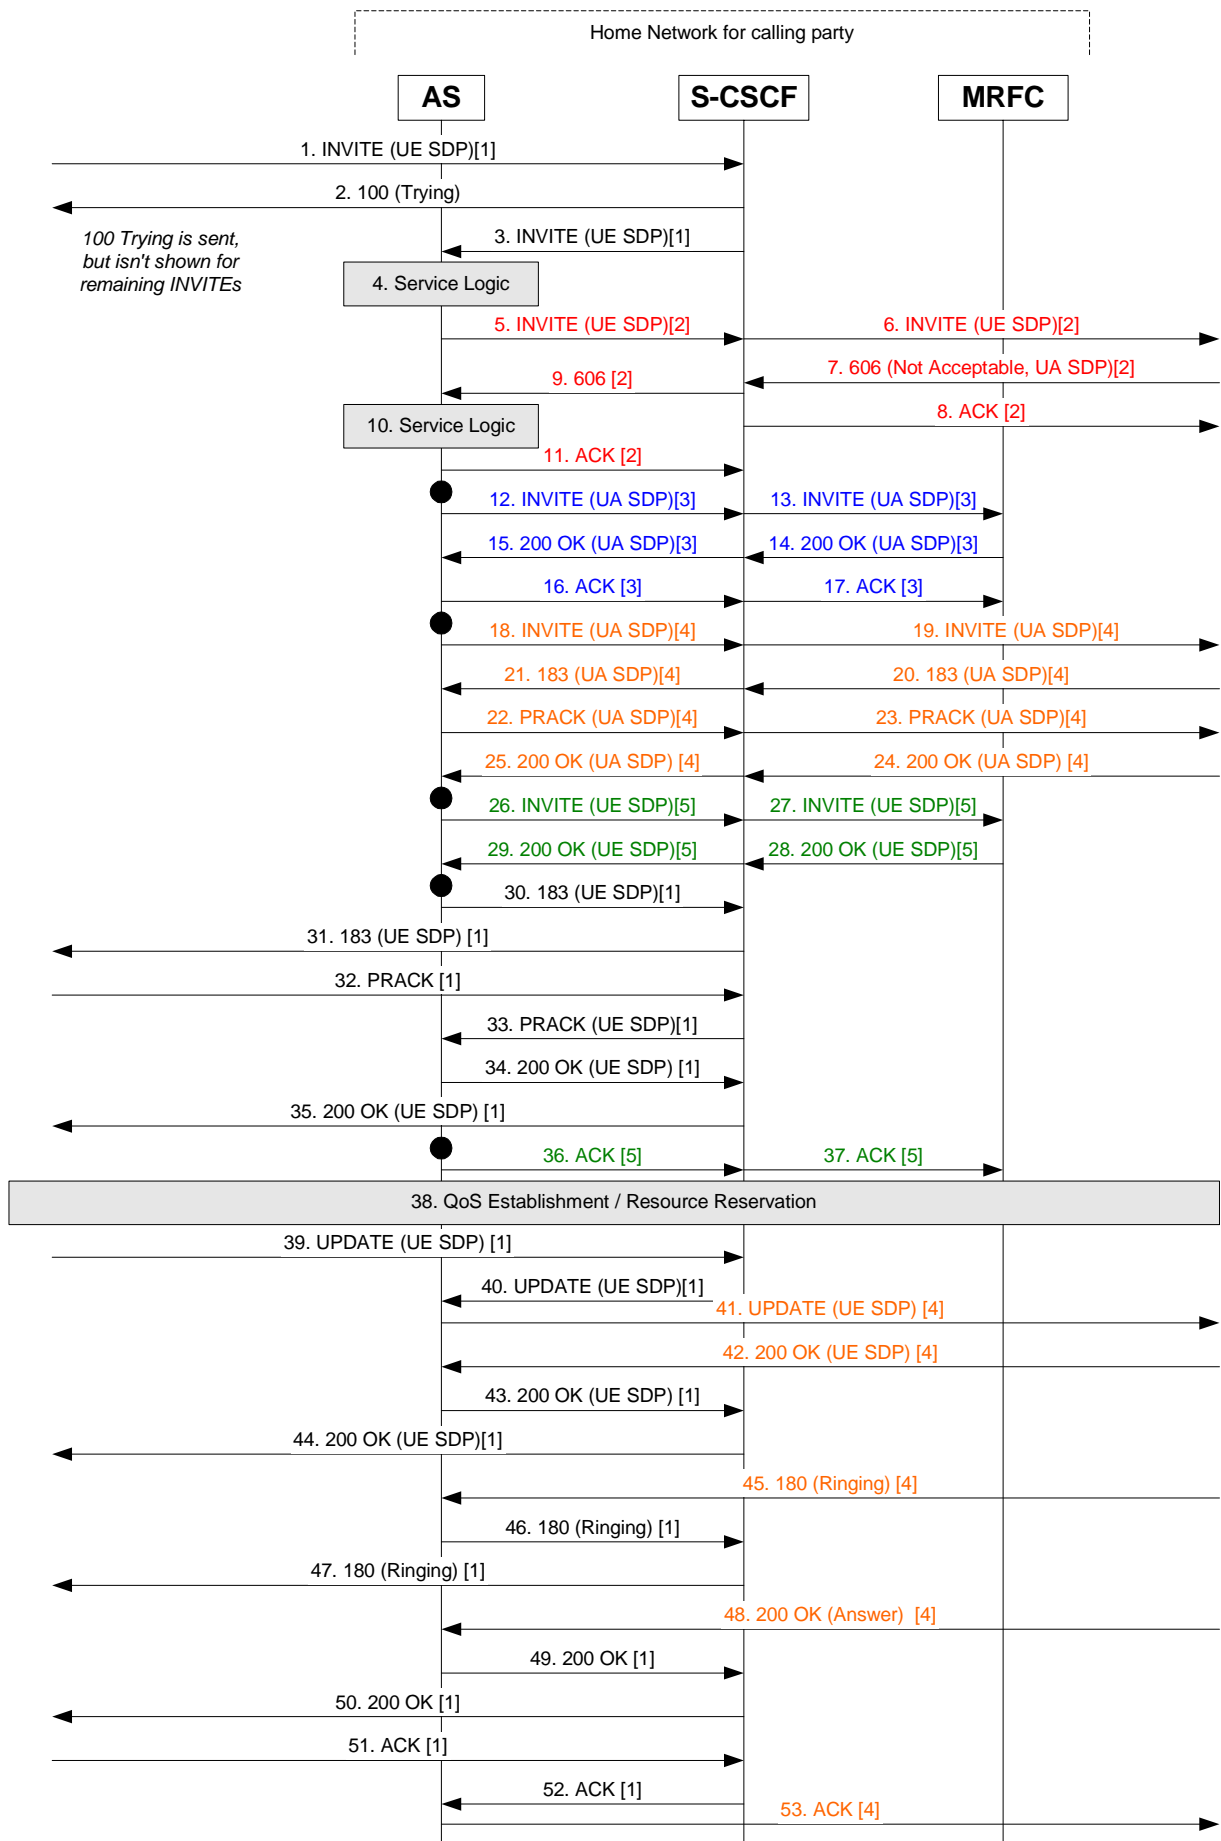 Home Network for calling party
AS
S-CSCF
MRFC
1. INVITE (UE SDP)[1]
2. 100 (Trying)
100 Trying is sent,
but isn't shown for
remaining INVITEs
3. INVITE (UE SDP)[1]
4. Service Logic
5. INVITE (UE SDP)[2]
6. INVITE (UE SDP)[2]
7. 606 (Not Acceptable, UA SDP)[2]
9. 606 [2]
8. ACK [2]
10. Service Logic
11. ACK [2]
12. INVITE (UA SDP)[3]
13. INVITE (UA SDP)[3]
15. 200 OK (UA SDP)[3]
14. 200 OK (UA SDP)[3]
16. ACK [3]
17. ACK [3]
18. INVITE (UA SDP)[4]
19. INVITE (UA SDP)[4]
21. 183 (UA SDP)[4]
20. 183 (UA SDP)[4]
22. PRACK (UA SDP)[4]
23. PRACK (UA SDP)[4]
25. 200 OK (UA SDP) [4]
24. 200 OK (UA SDP) [4]
26. INVITE (UE SDP)[5]
27. INVITE (UE SDP)[5]
29. 200 OK (UE SDP)[5]
28. 200 OK (UE SDP)[5]
30. 183 (UE SDP)[1]
31. 183 (UE SDP) [1]
32. PRACK [1]
33. PRACK (UE SDP)[1]
34. 200 OK (UE SDP) [1]
35. 200 OK (UE SDP) [1]
36. ACK [5]
37. ACK [5]
38. QoS Establishment / Resource Reservation
39. UPDATE (UE SDP) [1]
40. UPDATE (UE SDP)[1]
41. UPDATE (UE SDP) [4]
42. 200 OK (UE SDP) [4]
43. 200 OK (UE SDP) [1]
44. 200 OK (UE SDP)[1]
45. 180 (Ringing) [4]
46. 180 (Ringing) [1]
47. 180 (Ringing) [1]
48. 200 OK (Answer) [4]
49. 200 OK [1]
50. 200 OK [1]
51. ACK [1]
52. ACK [1]
53. ACK [4]